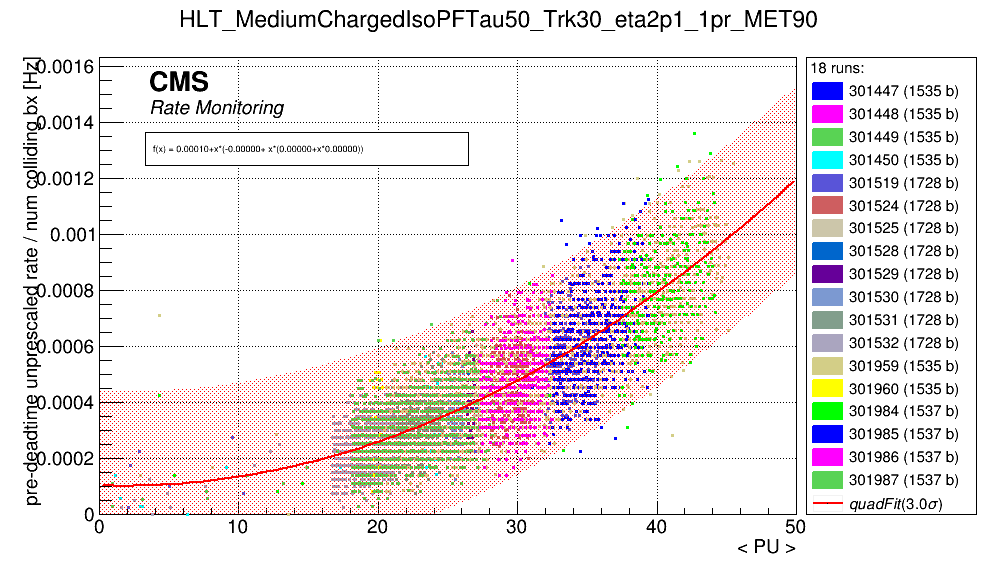 HLT_MediumChargedIsoPFTau50_Trk30_eta2p1_1pr_MET90
pre-deadtime unprescaled rate / num colliding bx [Hz]
0.0016
0.0014
0.0012
0.001
0.0008
0.0006
0.0004
0.0002
0
CMS
Rate Monitoring
f(x) = 0.00010+x*(-0.00000+ x*(0.00000+x*0.00000))
0 10 20 30 40 50
< PU >
18 runs:
301447 (1535 b)
301448 (1535 b)
301449 (1535 b)
301450 (1535 b)
301519 (1728 b)
301524 (1728 b)
301525 (1728 b)
301528 (1728 b)
301529 (1728 b)
301530 (1728 b)
301531 (1728 b)
301532 (1728 b)
301959 (1535 b)
301960 (1535 b)
301984 (1537 b)
301985 (1537 b)
301986 (1537 b)
301987 (1537 b)
quadFit(3.0σ)